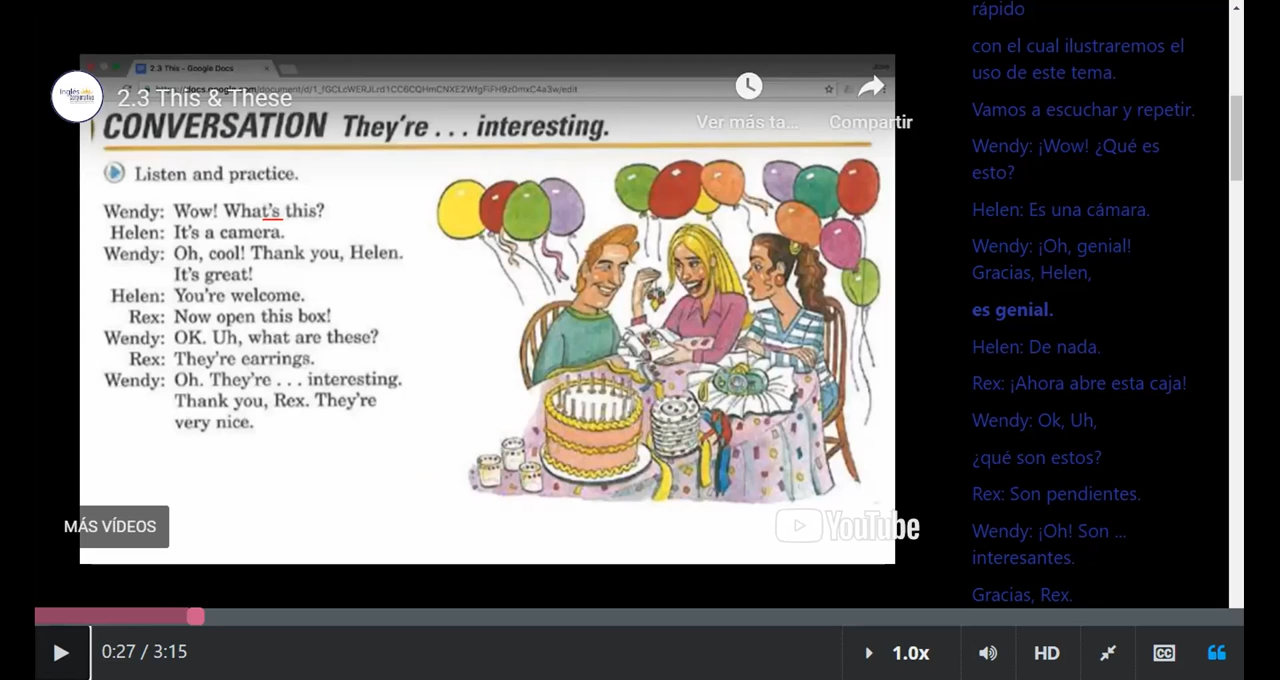 2.3 This - Google Docs
2.3 This & These
Ver más ta...
Compartir
CONVERSATION They're . . . interesting.
Listen and practice.
Wendy: Wow! What's this?
Helen: It's a camera.
Wendy: Oh, cool! Thank you, Helen.
It's great!
Helen: You're welcome.
Rex: Now open this box!
Wendy: OK. Uh, what are these?
Rex: They're earrings.
Wendy: Oh. They're . . . interesting.
Thank you, Rex. They're
very nice.
MÁS VÍDEOS
YouTube
rápido
con el cual ilustraremos el
uso de este tema.
Vamos a escuchar y repetir.
Wendy: ¡Wow! ¿Qué es
esto?
Helen: Es una cámara.
Wendy: ¡Oh, genial!
Gracias, Helen,
es genial.
Helen: De nada.
Rex: ¡Ahora abre esta caja!
Wendy: Ok, Uh,
¿qué son estos?
Rex: Son pendientes.
Wendy: ¡Oh! Son ...
interesantes.
Gracias, Rex.
0:27 / 3:15
1.0x
HD
CC